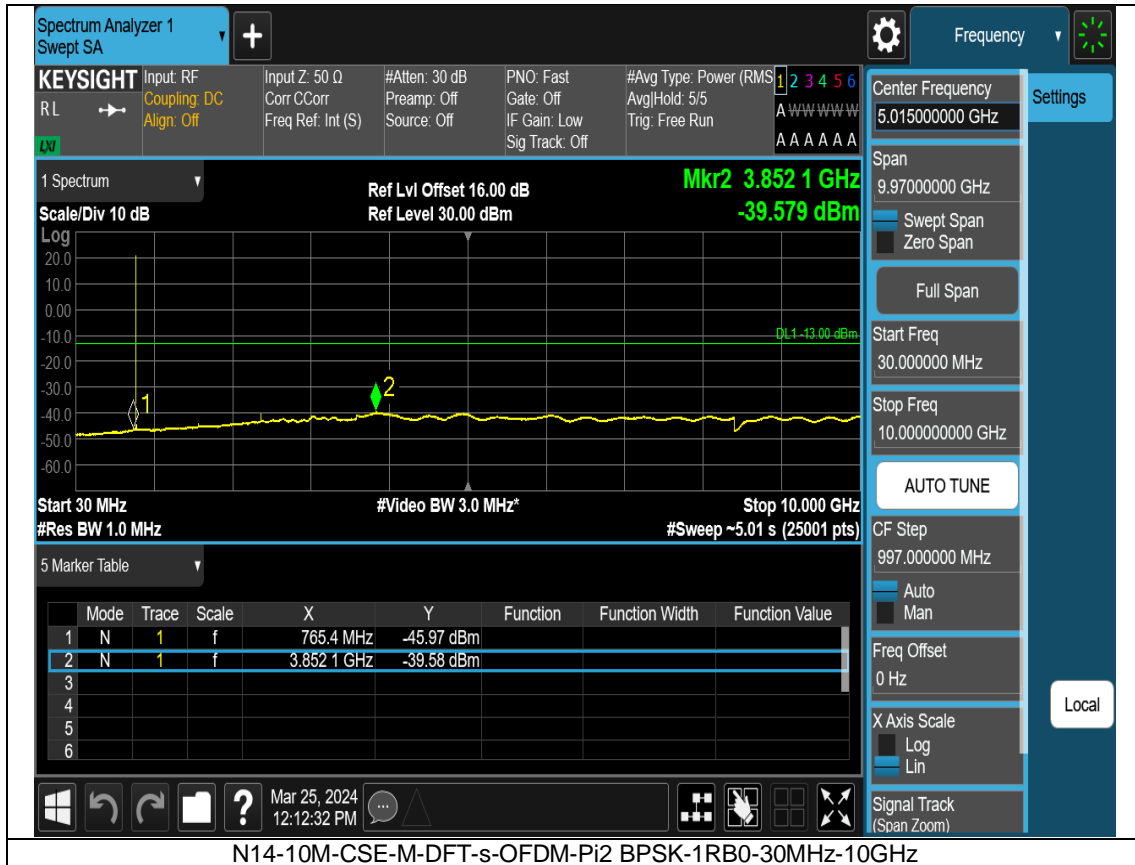 Spectrum Analyzer 1
Swept SA
Frequency
KEYSIGHT
RL
LXI
Input: RF
Coupling: DC
Align: Off
Input Z: 50 Ω
Corr CCorr
Freq Ref: Int (S)
#Atten: 30 dB
Preamp: Off
Source: Off
PNO: Fast
Gate: Off
IF Gain: Low
Sig Track: Off
#Avg Type: Power (RMS
Avg|Hold: 5/5
Trig: Free Run
1 2 3 4 5 6
A W W W W W
A A A A A A
1 Spectrum
Scale/Div 10 dB
Ref Lvl Offset 16.00 dB
Ref Level 30.00 dBm
Mkr2 3.852 1 GHz
-39.579 dBm
Log
20.0
10.0
0.00
-10.0
-20.0
-30.0
-40.0
-50.0
-60.0
DL1 -13.00 dBm
1
2
Start 30 MHz
#Video BW 3.0 MHz*
Stop 10.000 GHz
#Res BW 1.0 MHz
#Sweep ~5.01 s (25001 pts)
5 Marker Table
Mode Trace Scale X Y Function Function Width Function Value
1 N 1 f 765.4 MHz -45.97 dBm
2 N 1 f 3.852 1 GHz -39.58 dBm
3
4
5
6
?
Mar 25, 2024
12:12:32 PM
Center Frequency
5.015000000 GHz
Settings
Span
9.97000000 GHz
Swept Span
Zero Span
Full Span
Start Freq
30.000000 MHz
Stop Freq
10.000000000 GHz
AUTO TUNE
CF Step
997.000000 MHz
Auto
Man
Freq Offset
0 Hz
Local
X Axis Scale
Log
Lin
Signal Track
(Span Zoom)
N14-10M-CSE-M-DFT-s-OFDM-Pi2 BPSK-1RB0-30MHz-10GHz